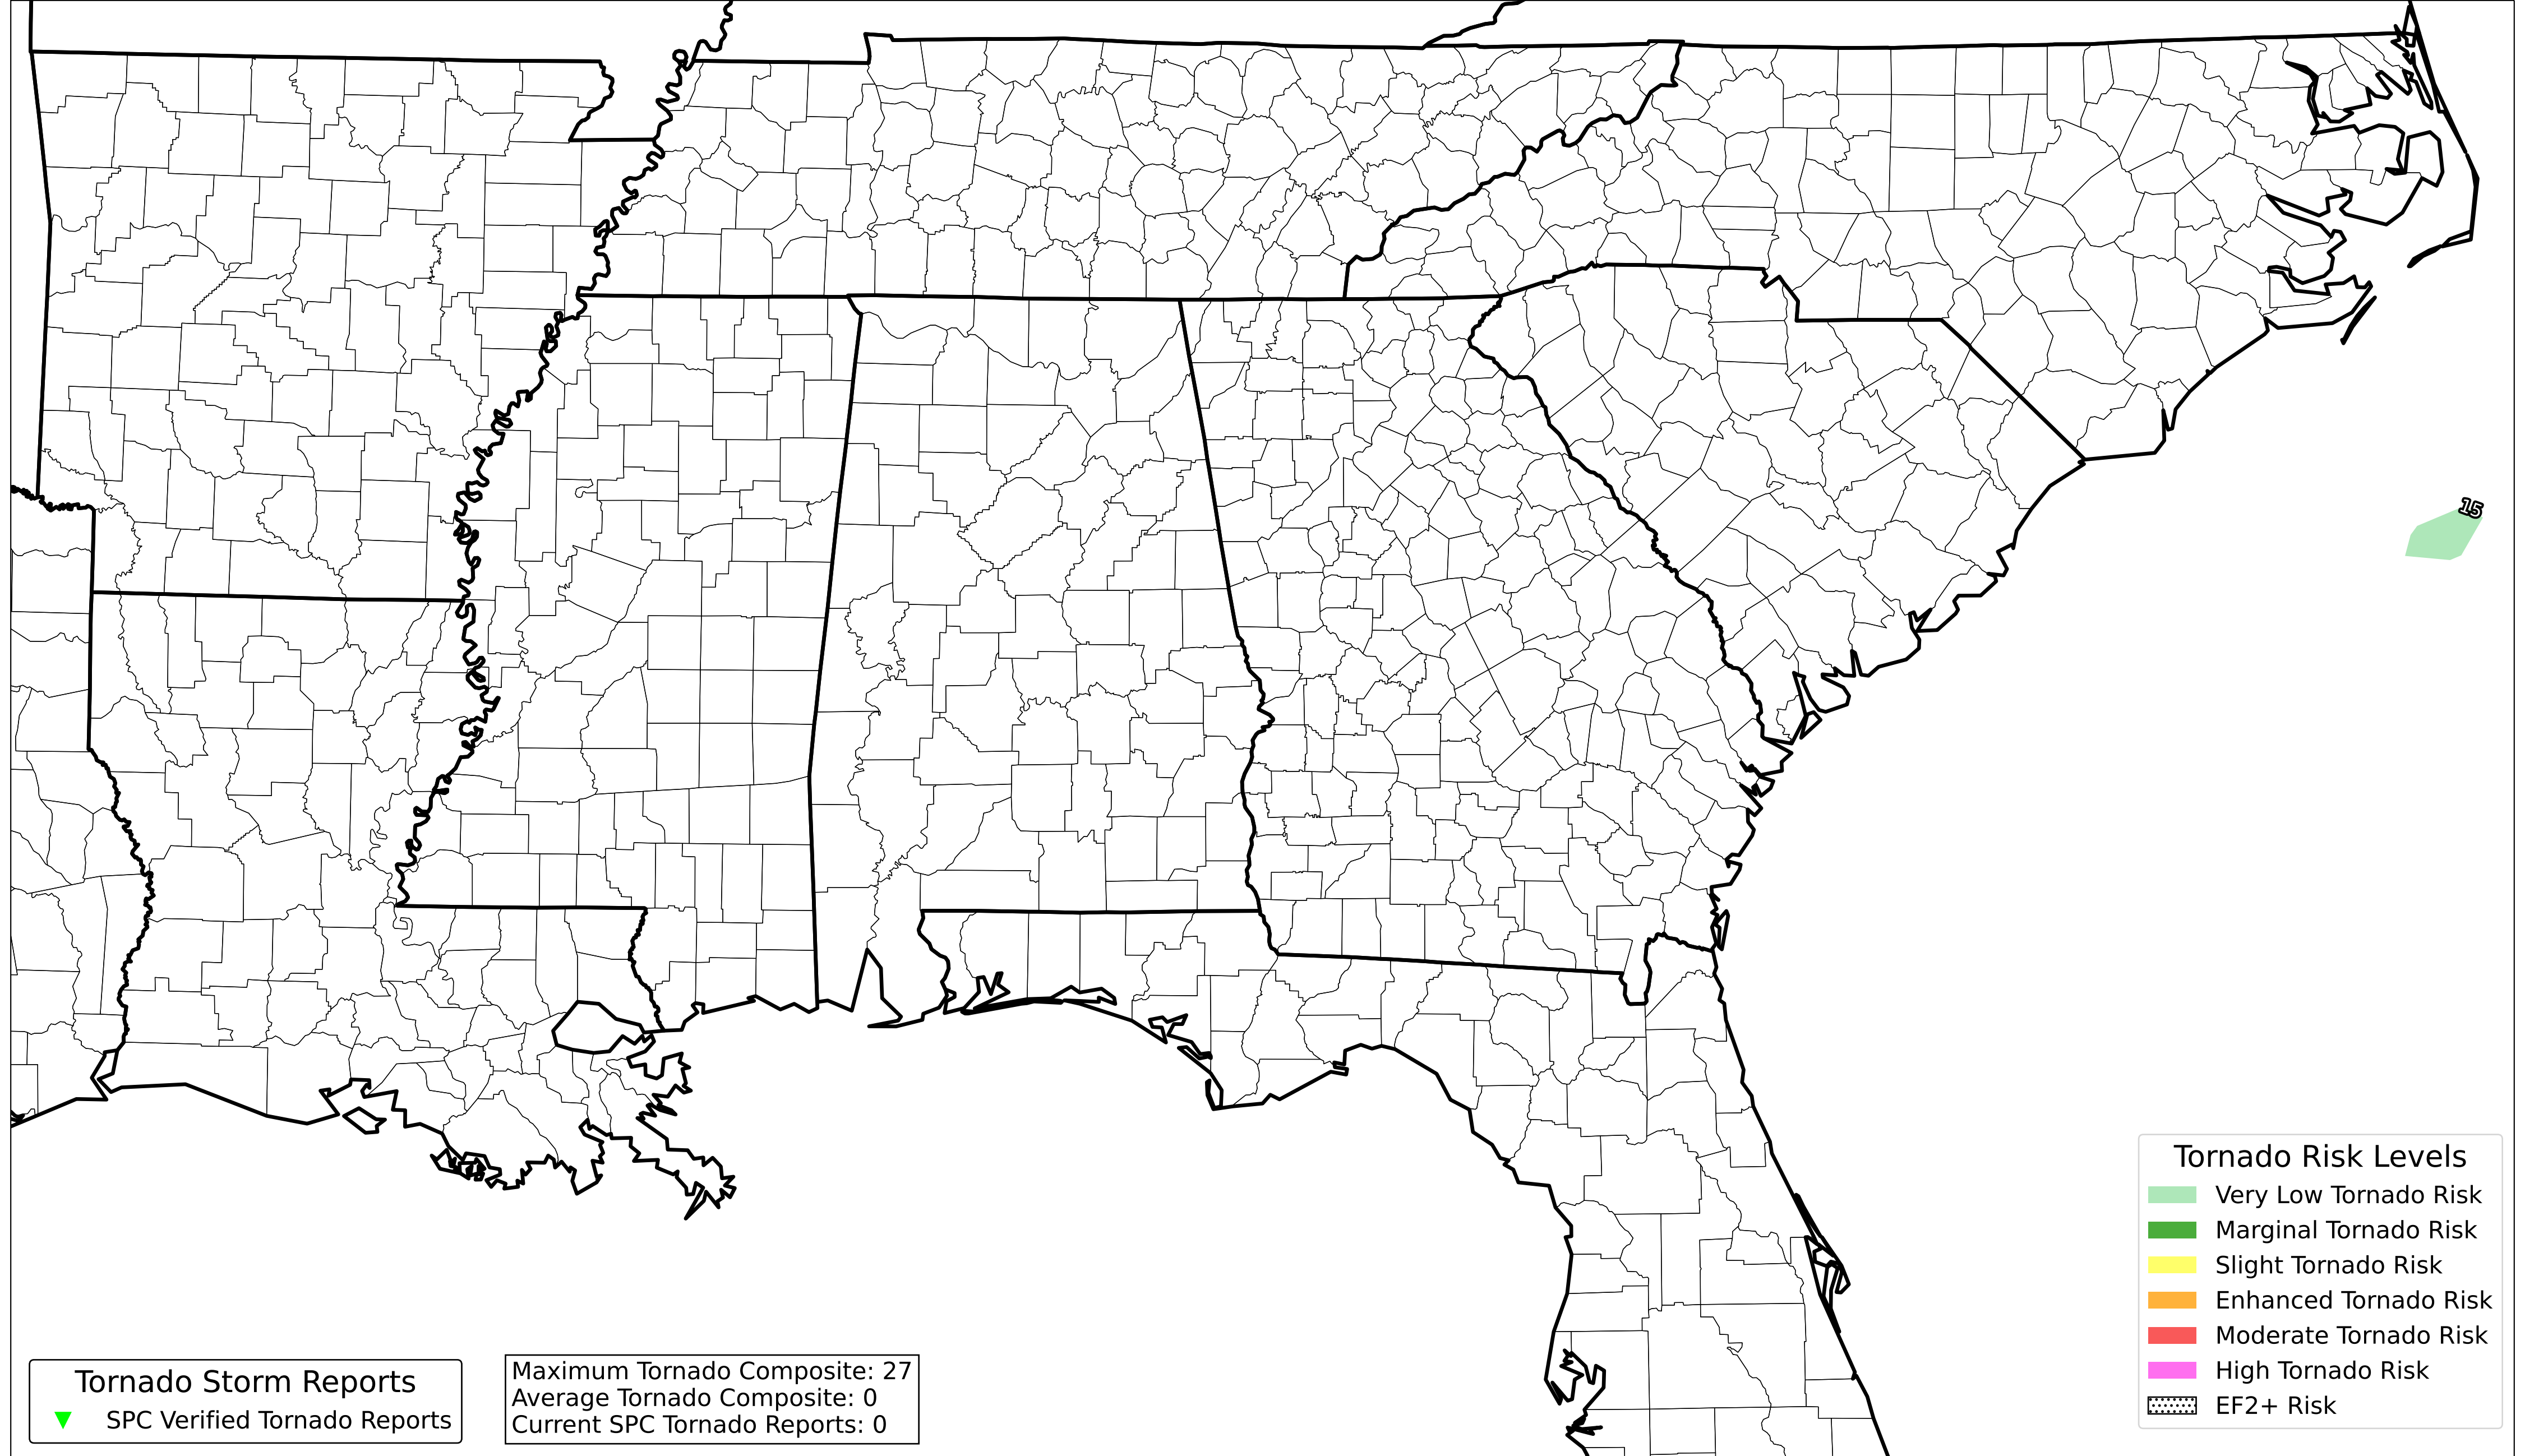 15
Tornado Risk Levels
Very Low Tornado Risk
Marginal Tornado Risk
Slight Tornado Risk
Enhanced Tornado Risk
Moderate Tornado Risk
High Tornado Risk
EF2+ Risk
Tornado Storm Reports
SPC Verified Tornado Reports
Maximum Tornado Composite: 27
Average Tornado Composite: 0
Current SPC Tornado Reports: 0